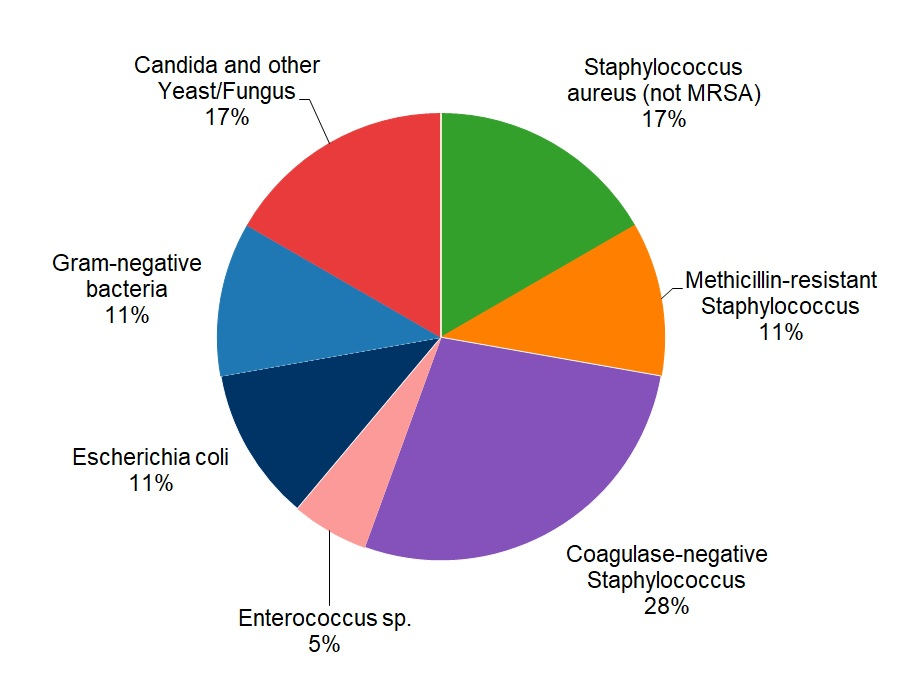 Candida and other
Yeast/Fungus
17%
Staphylococcus
aureus (not MRSA)
17%
Gram-negative
bacteria
11%
Methicillin-resistant
Staphylococcus
11%
Escherichia coli
11%
Coagulase-negative
Staphylococcus
28%
Enterococcus sp.
5%